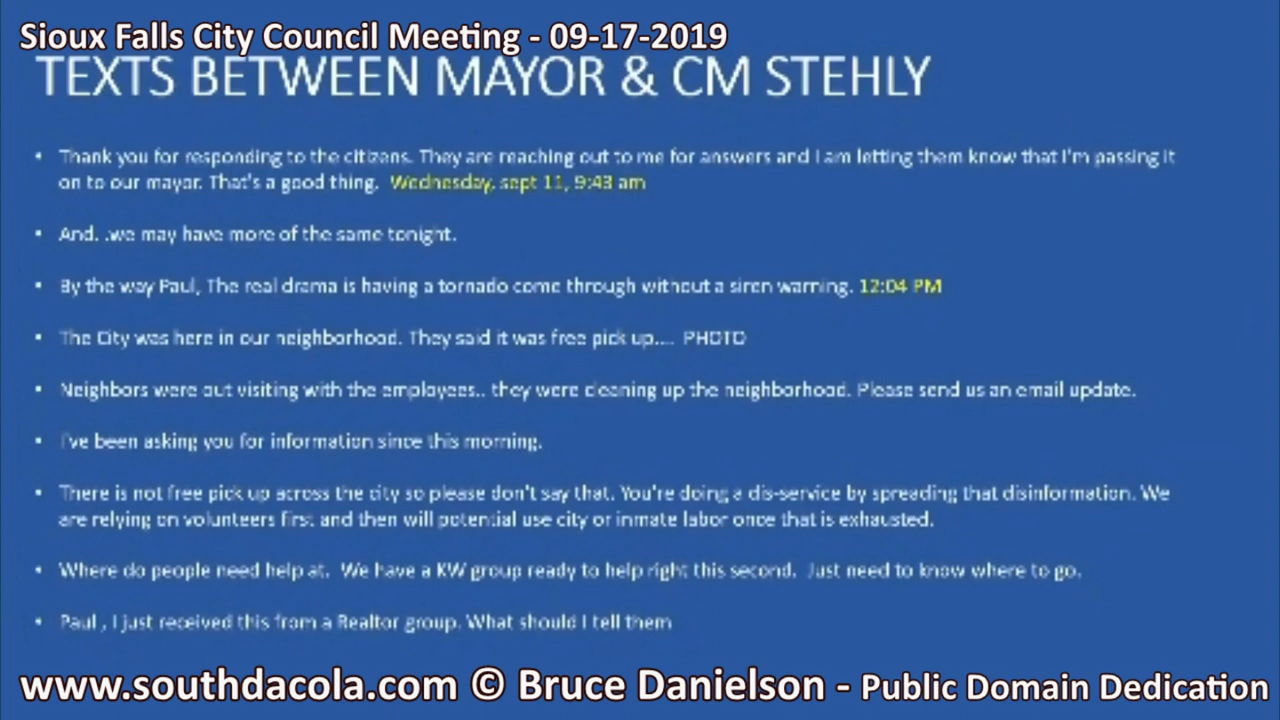 Sioux Falls City Council Meeting - 09-17-2019
TEXTS BETWEEN MAYOR & CM STEHLY
• Thank you for responding to the citizens. They are reaching out to me for answers and I am letting them know that I'm passing it
on to our mayor. That's a good thing. Wednesday, sept 11, 9:43 am
• And. .we may have more of the same tonight.
• By the way Paul, The real drama is having a tornado come through without a siren warning. 12:04 PM
• The City was here in our neighborhood. They said it was free pick up.... PHOTO
• Neighbors were out visiting with the employees.. they were cleaning up the neighborhood. Please send us an email update.
• I've been asking you for information since this morning.
• There is not free pick up across the city so please don't say that. You're doing a dis-service by spreading that disinformation. We
are relying on volunteers first and then will potential use city or inmate labor once that is exhausted.
• Where do people need help at. We have a KW group ready to help right this second. Just need to know where to go.
• Paul , I just received this from a Realtor group. What should I tell them
www.southdacola.com © Bruce Danielson - Public Domain Dedication